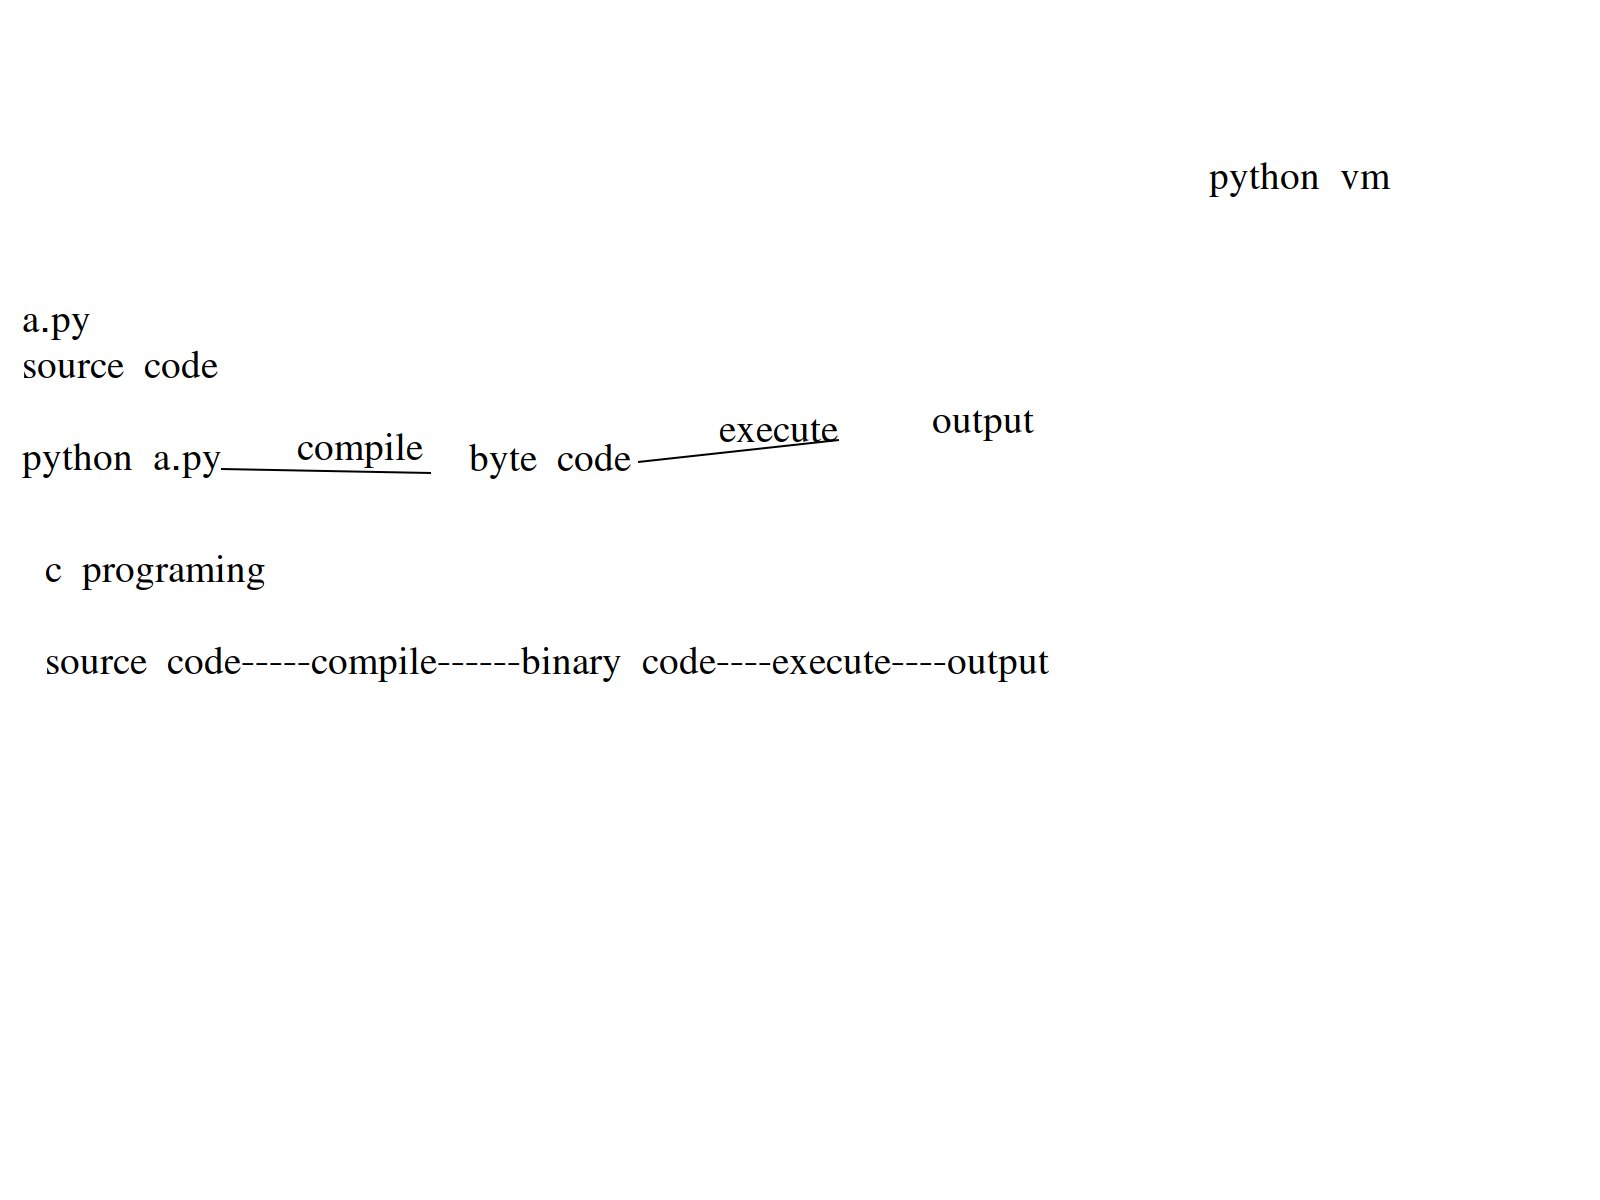 python vm
a.py
source code
python a.py compile byte code execute output
c programing
source code-----compile------binary code----execute----output